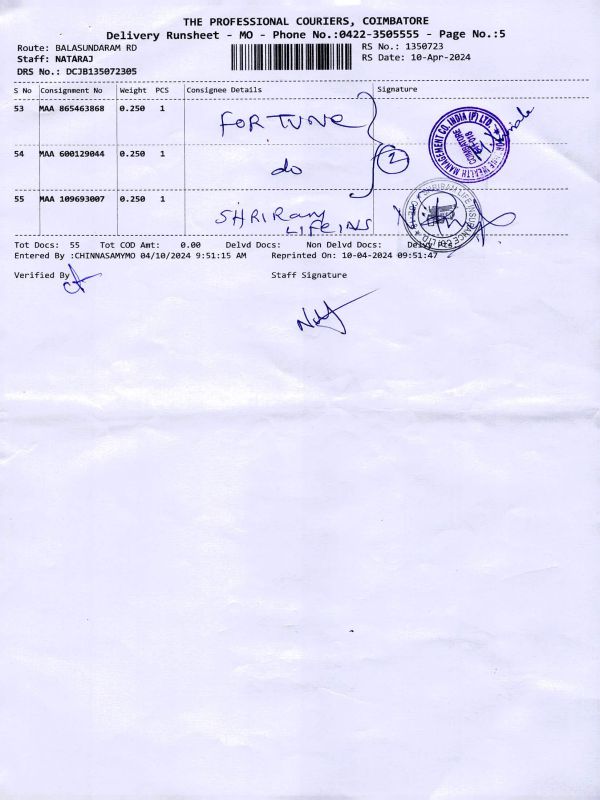 THE PROFESSIONAL COURIERS, COIMBATORE
Delivery Runsheet - MO - Phone No.:0422-3505555 - Page No.:5
Route: BALASUNDARAM RD
RS No.: 1350723
Staff: NATARAJ
RS Date: 10-Apr-2024
DRS No.: DCJB135072305
S No Consignment No Weight PCS Consignee Details Signature
53 MAA 865463868 0.250 1 FORTUNE
54 MAA 600129044 0.250 1 do 2
55 MAA 109693007 0.250 1 SHRIRam LIFE INS
Tot Docs: 55 Tot COD Amt: 0.00 Delvd Docs: Non Delvd Docs:
Entered By :CHINNASAMYMO 04/10/2024 9:51:15 AM Reprinted On: 10-04-2024 09:51:47
Verified By Staff Signature